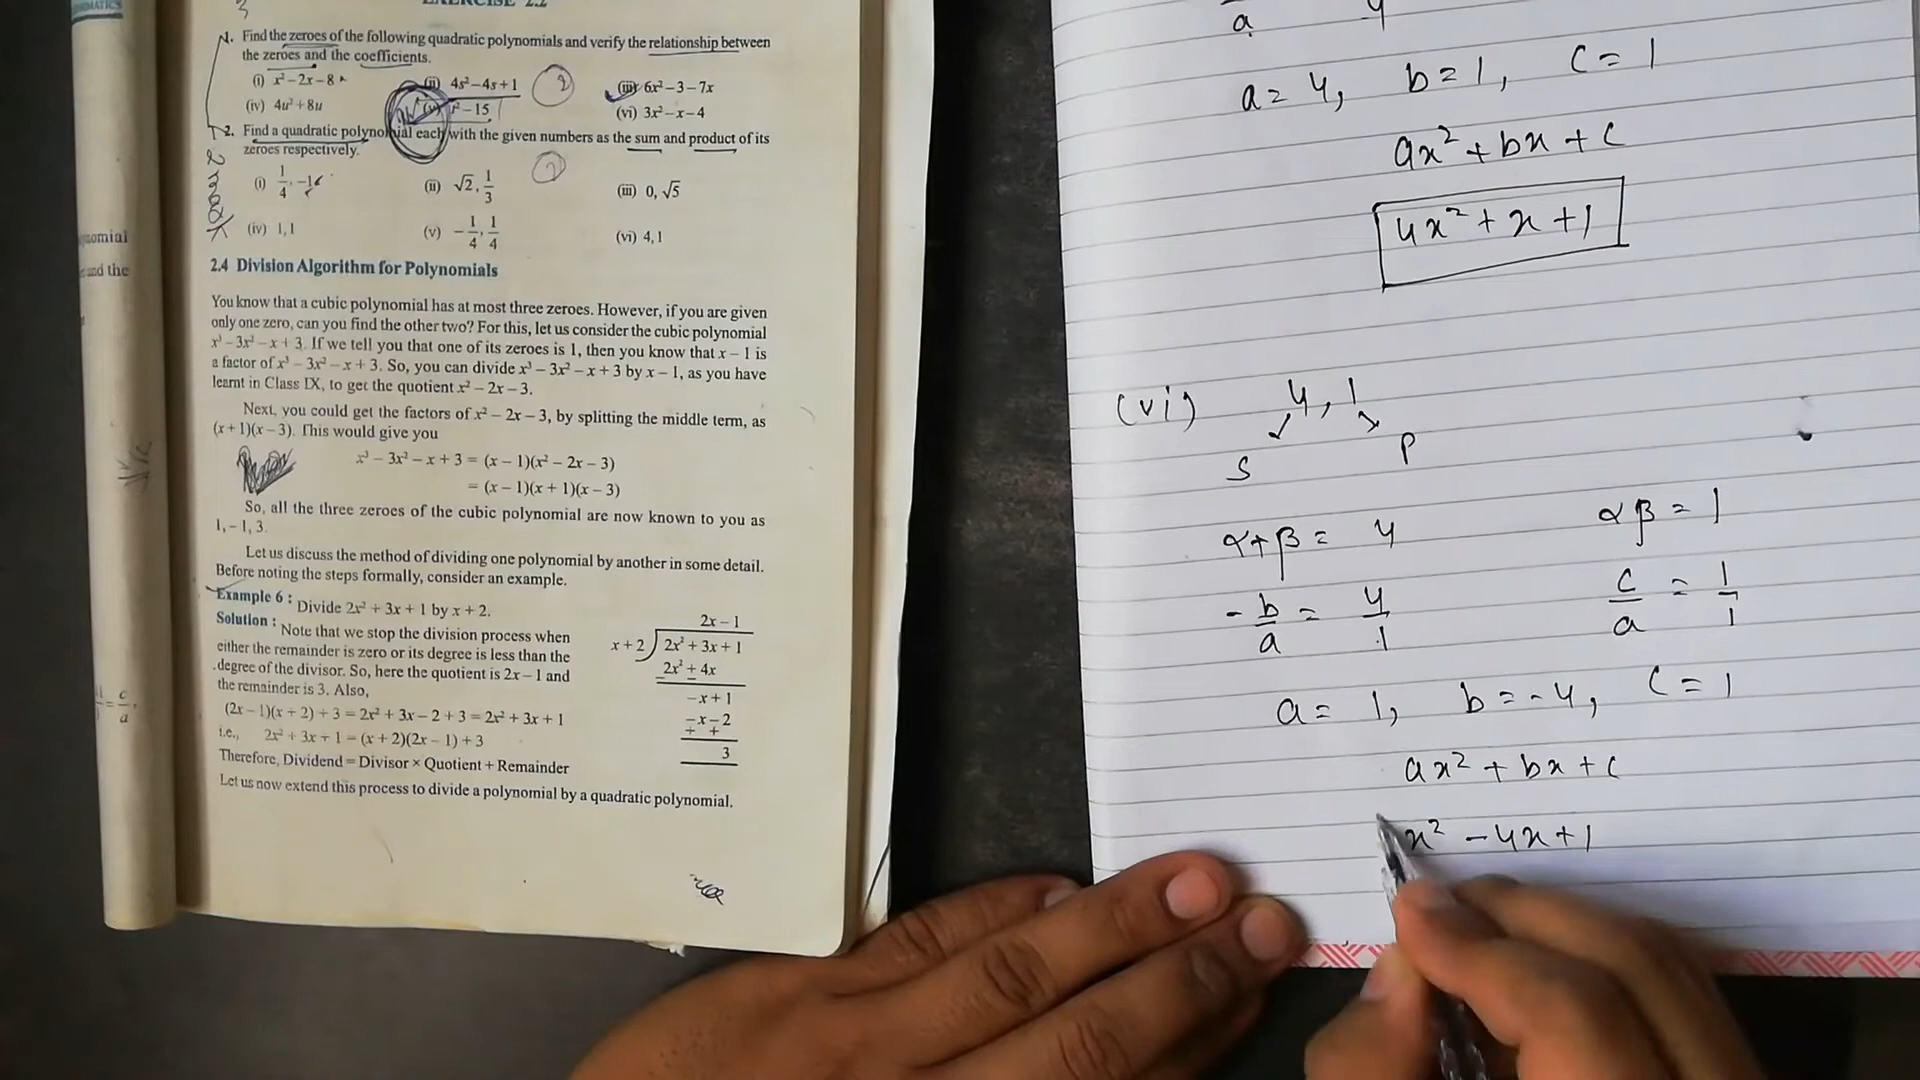 EXERCISE 2.2
1. Find the zeroes of the following quadratic polynomials and verify the relationship between
the zeroes and the coefficients.
(i) x² – 2x – 8 (ii) 4s² – 4s + 1 (iii) 6x² – 3 – 7x
(iv) 4u² + 8u (v) t² – 15 (vi) 3x² – x – 4
2. Find a quadratic polynomial each with the given numbers as the sum and product of its
zeroes respectively.
(i) 1/4, –1 (ii) √2, 1/3 (iii) 0, √5
(iv) 1, 1 (v) –1/4, 1/4 (vi) 4, 1
2.4 Division Algorithm for Polynomials
You know that a cubic polynomial has at most three zeroes. However, if you are given
only one zero, can you find the other two? For this, let us consider the cubic polynomial
x³ – 3x² – x + 3. If we tell you that one of its zeroes is 1, then you know that x – 1 is
a factor of x³ – 3x² – x + 3. So, you can divide x³ – 3x² – x + 3 by x – 1, as you have
learnt in Class IX, to get the quotient x² – 2x – 3.
Next, you could get the factors of x² – 2x – 3, by splitting the middle term, as
(x + 1)(x – 3). This would give you
x³ – 3x² – x + 3 = (x – 1)(x² – 2x – 3)
= (x – 1)(x + 1)(x – 3)
So, all the three zeroes of the cubic polynomial are now known to you as
1, – 1, 3.
Let us discuss the method of dividing one polynomial by another in some detail.
Before noting the steps formally, consider an example.
Example 6 : Divide 2x² + 3x + 1 by x + 2.
Solution : Note that we stop the division process when
either the remainder is zero or its degree is less than the
degree of the divisor. So, here the quotient is 2x – 1 and
the remainder is 3. Also,
(2x – 1)(x + 2) + 3 = 2x² + 3x – 2 + 3 = 2x² + 3x + 1
i.e., 2x² + 3x + 1 = (x + 2)(2x – 1) + 3
Therefore, Dividend = Divisor × Quotient + Remainder
Let us now extend this process to divide a polynomial by a quadratic polynomial.
2x – 1
x + 2 ) 2x² + 3x + 1
2x² + 4x
– –
– x + 1
– x – 2
+ +
3
and the
c/a
a 4
a = 4, b = 1, c = 1
ax² + bx + c
4x² + x + 1
(vi) 4, 1
S P
α+β = 4 αβ = 1
-b/a = 4/1 c/a = 1/1
a = 1, b = -4, c = 1
ax² + bx + c
x² - 4x + 1